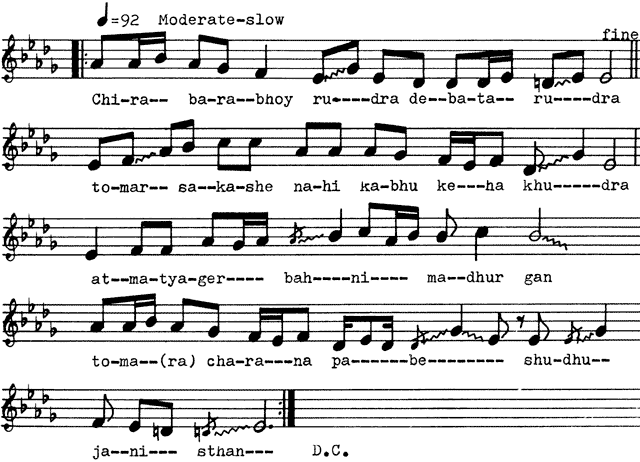 ♩=92 Moderate-slow
fine
Chi-ra-- ba-ra--bhoy ru-----dra de--ba-ta-- ru----dra
to-mar-- sa--ka--she na-hi ka-bhu ke---ha khu-----dra
at--ma-tya-ger---- bah----ni---- ma--dhur gan
to-ma--(ra) cha-ra---na pa------be--------- shu-dhu--
ja--ni--- sthan--- D.C.